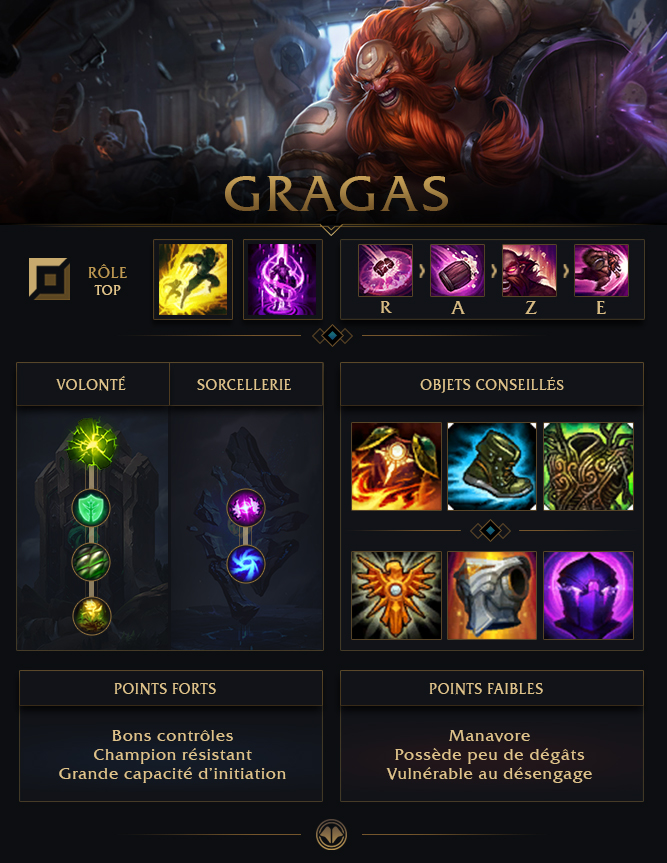 GRAGAS
RÔLE
TOP
R
A
Z
E
VOLONTÉ
SORCELLERIE
OBJETS CONSEILLÉS
POINTS FORTS
Bons contrôles
Champion résistant
Grande capacité d'initiation
POINTS FAIBLES
Manavore
Possède peu de dégâts
Vulnérable au désengage